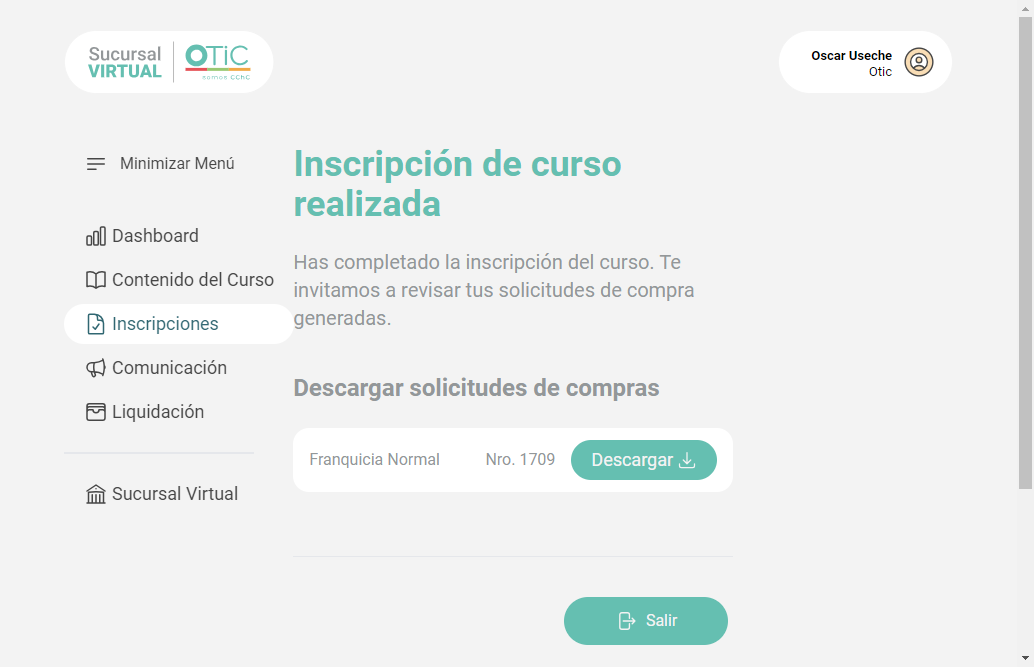 Sucursal
VIRTUAL
OTiC
somos CChC
Oscar Useche
Otic
Minimizar Menú
Dashboard
Contenido del Curso
Inscripciones
Comunicación
Liquidación
Sucursal Virtual
Inscripción de curso
realizada
Has completado la inscripción del curso. Te
invitamos a revisar tus solicitudes de compra
generadas.
Descargar solicitudes de compras
Franquicia Normal Nro. 1709 Descargar
Salir